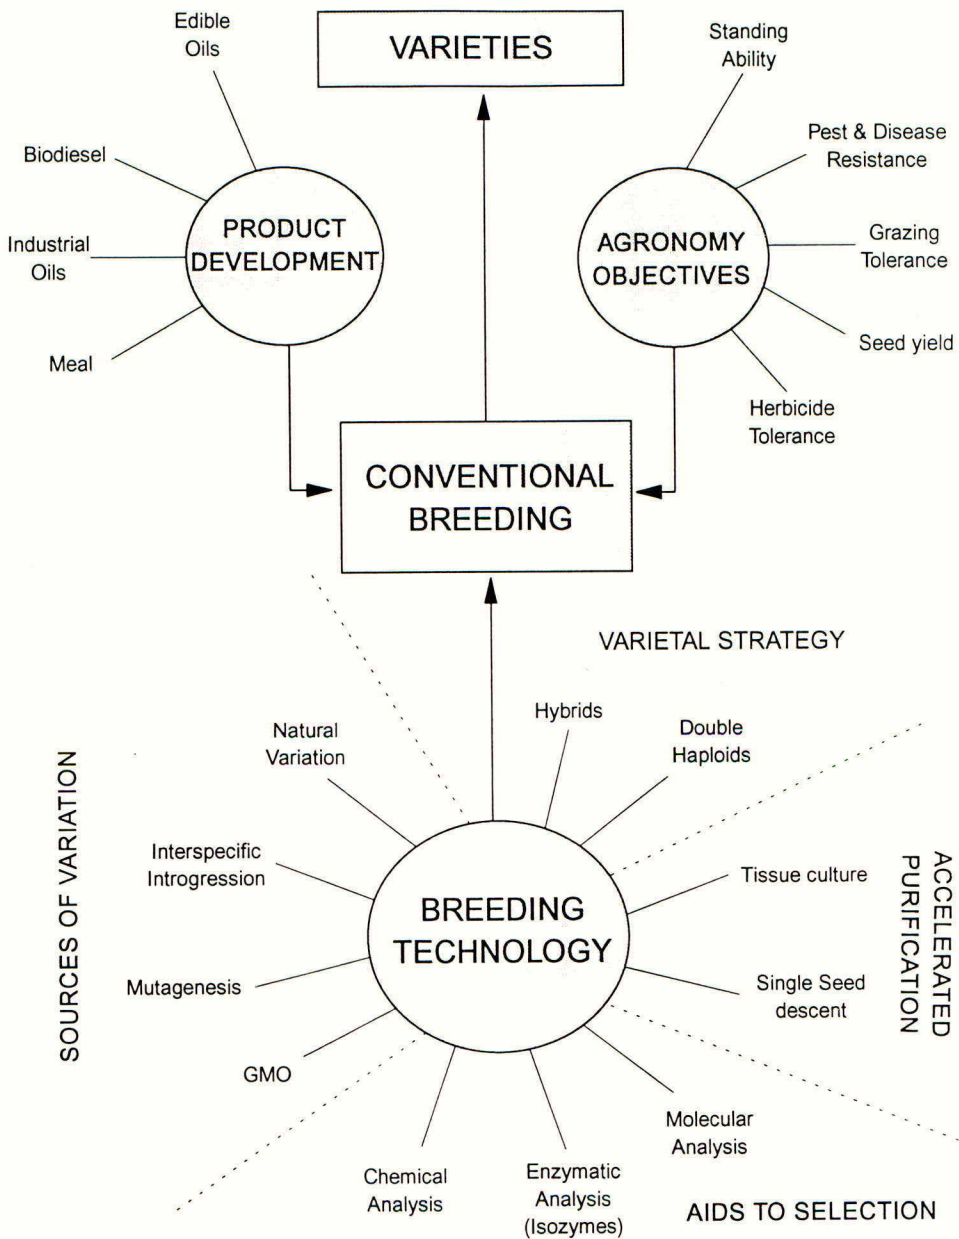 Edible
Oils
VARIETIES
Standing
Ability
Biodiesel
Pest & Disease
Resistance
PRODUCT
DEVELOPMENT
AGRONOMY
OBJECTIVES
Industrial
Oils
Grazing
Tolerance
Meal
Seed yield
Herbicide
Tolerance
CONVENTIONAL
BREEDING
VARIETAL STRATEGY
Natural
Variation
Hybrids
Double
Haploids
SOURCES OF VARIATION
Interspecific
Introgression
BREEDING
TECHNOLOGY
Tissue culture
ACCELERATED
PURIFICATION
Mutagenesis
Single Seed
descent
GMO
Molecular
Analysis
Chemical
Analysis
Enzymatic
Analysis
(Isozymes)
AIDS TO SELECTION